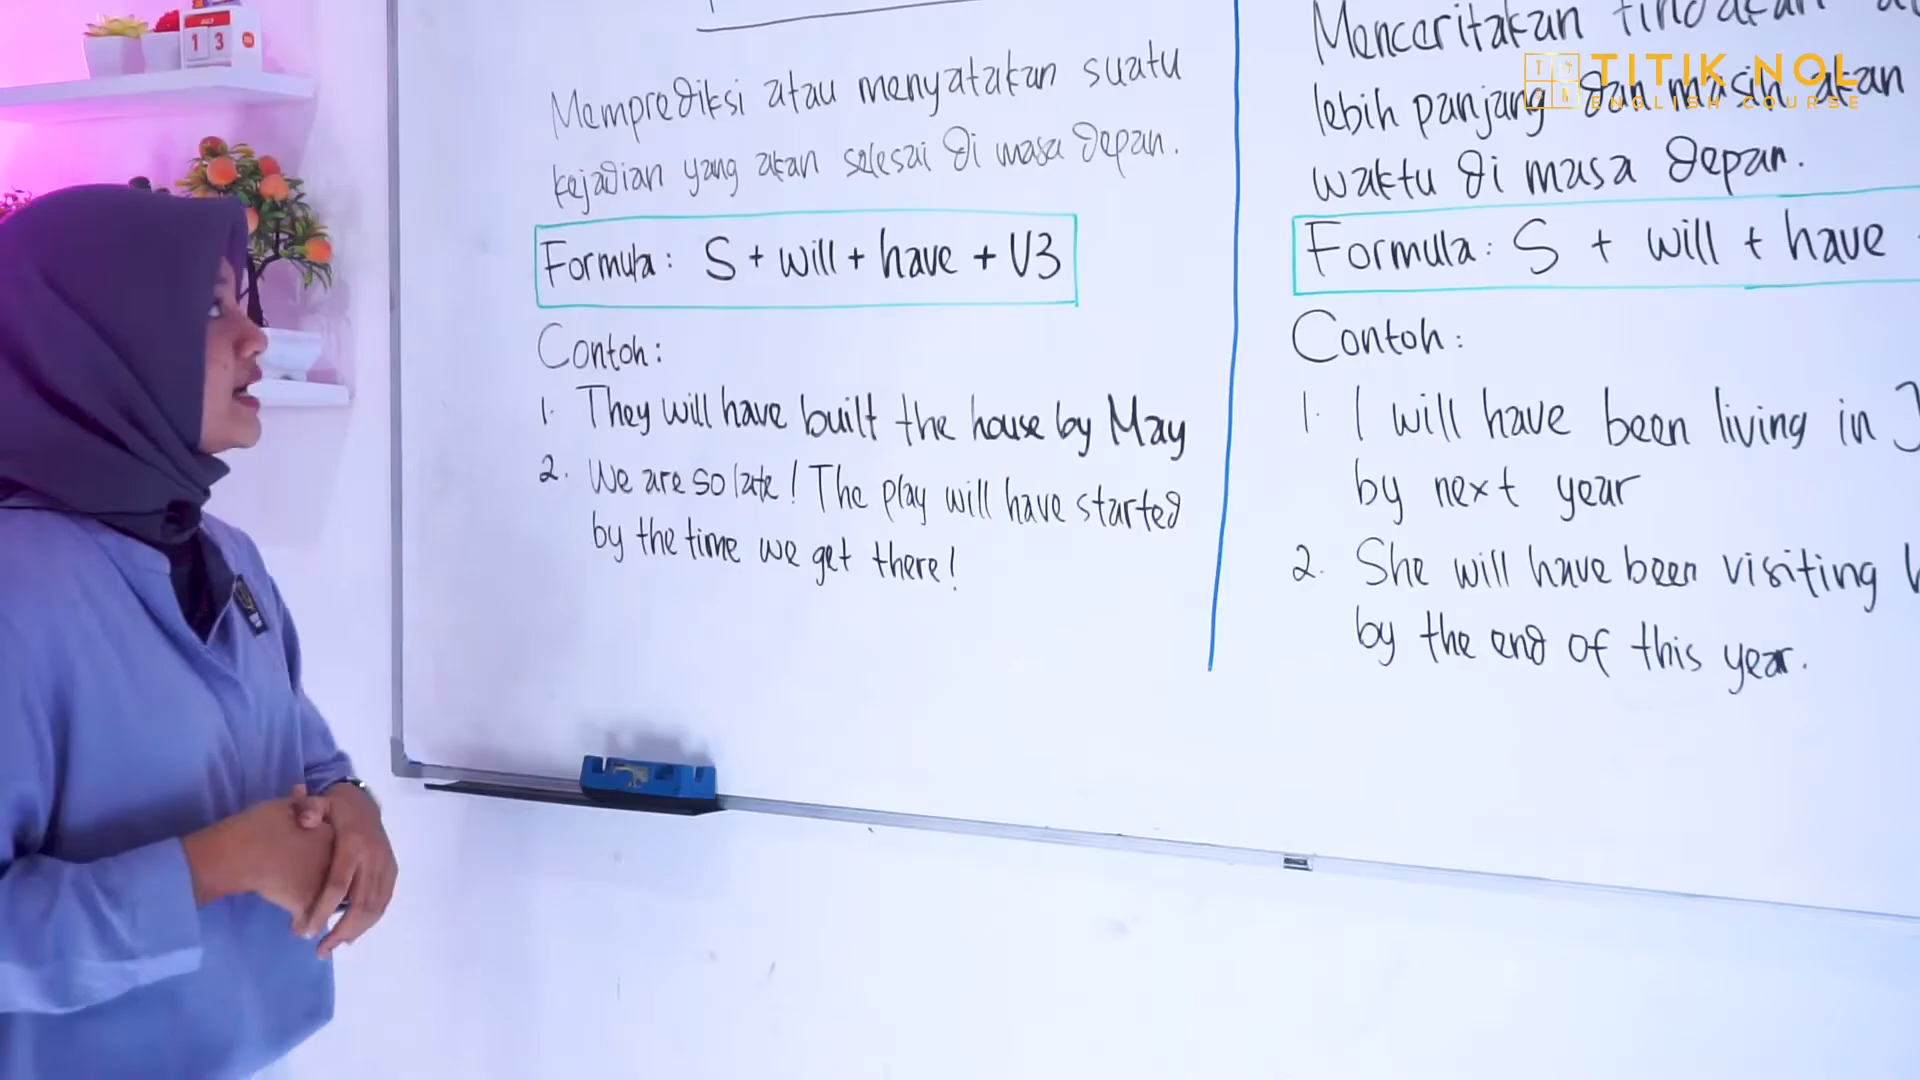 JULY
1 3
Memprediksi atau menyatakan suatu
kejadian yang akan selesai di masa depan.
Formula: S + will + have + V3
Contoh:
1. They will have built the house by May
2. We are so late! The play will have started
by the time we get there!
Menceritakan tindakan
lebih panjang dan masih akan
waktu di masa depan.
Formula: S + will + have
Contoh:
1. I will have been living in J
by next year
2. She will have been visiting
by the end of this year.
TITIK NOL
ENGLISH COURSE